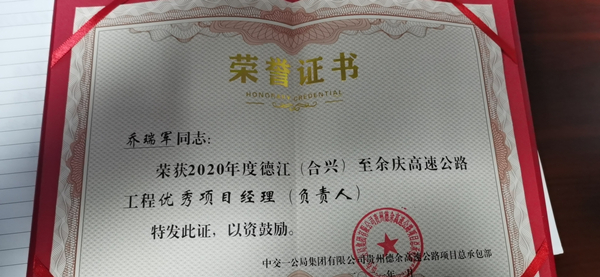 荣誉证书
HONOR CREDENTIAL
乔瑞军同志:
荣获2020年度德江（合兴）至余庆高速公路
工程优秀项目经理（负责人）
特发此证，以资鼓励。
中交一公局集团有限公司贵州德余高速公路项目总承包部